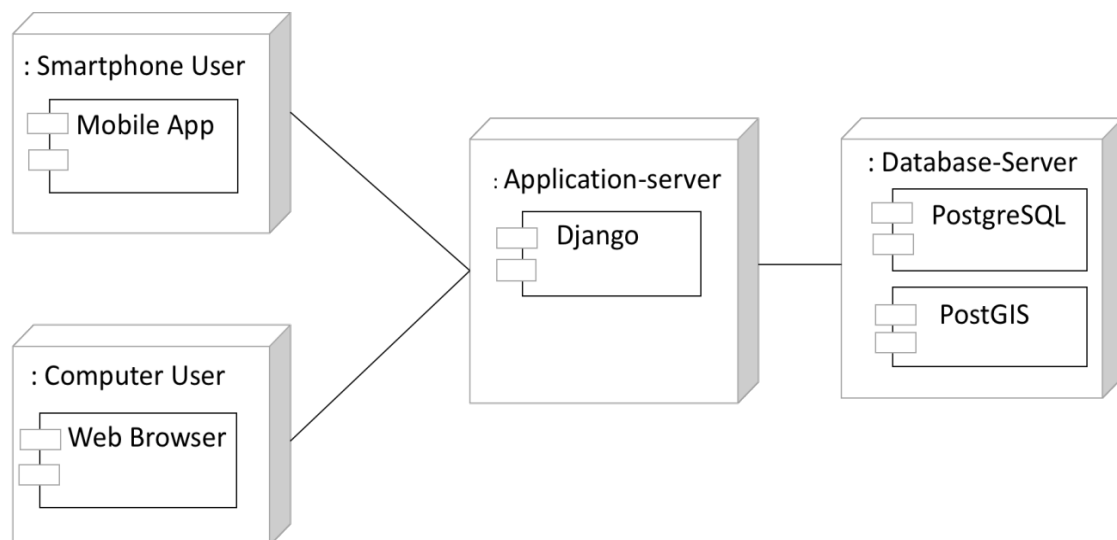 : Smartphone User
Mobile App
: Computer User
Web Browser
: Application-server
Django
: Database-Server
PostgreSQL
PostGIS